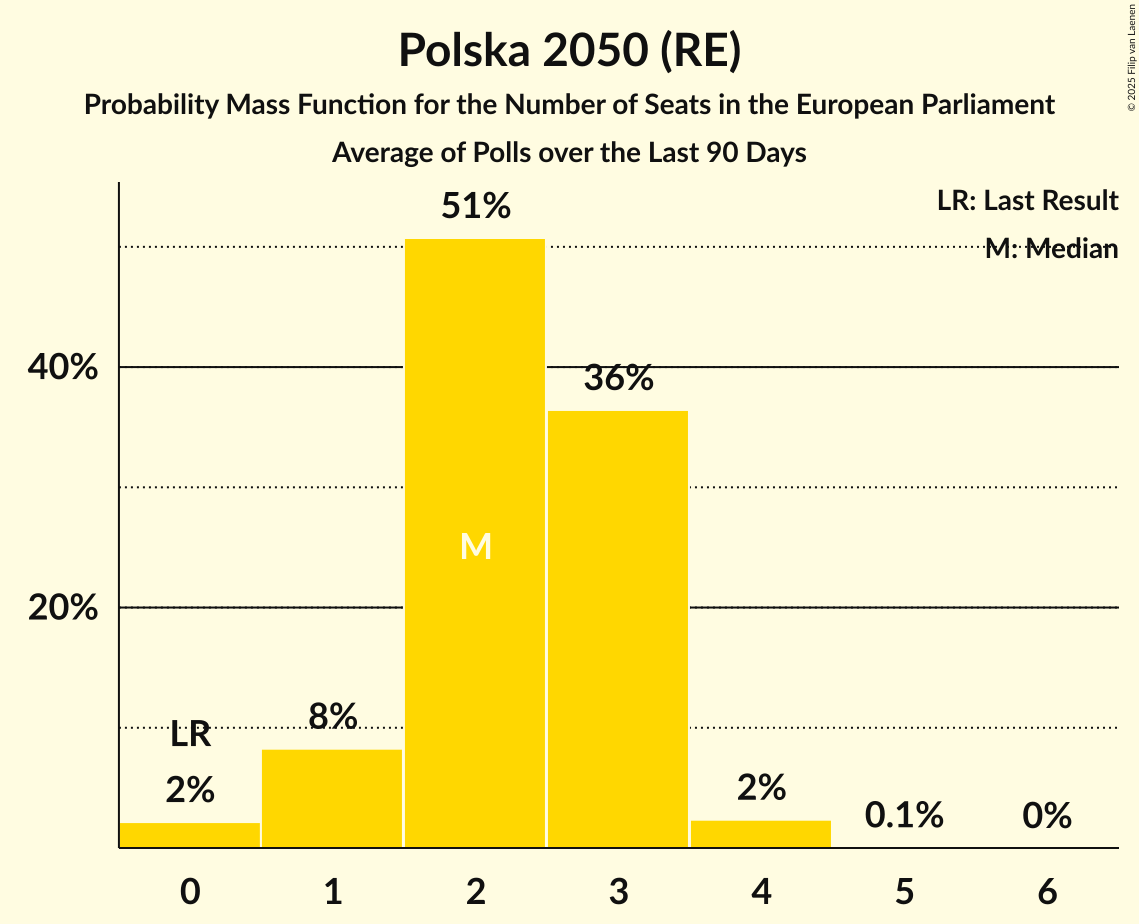 Polska 2050 (RE)
Probability Mass Function for the Number of Seats in the European Parliament
Average of Polls over the Last 90 Days
© 2025 Filip van Laenen
LR: Last Result
M: Median
51%
40%
36%
M
20%
LR
8%
2%
2%
0.1%
0%
0 1 2 3 4 5 6